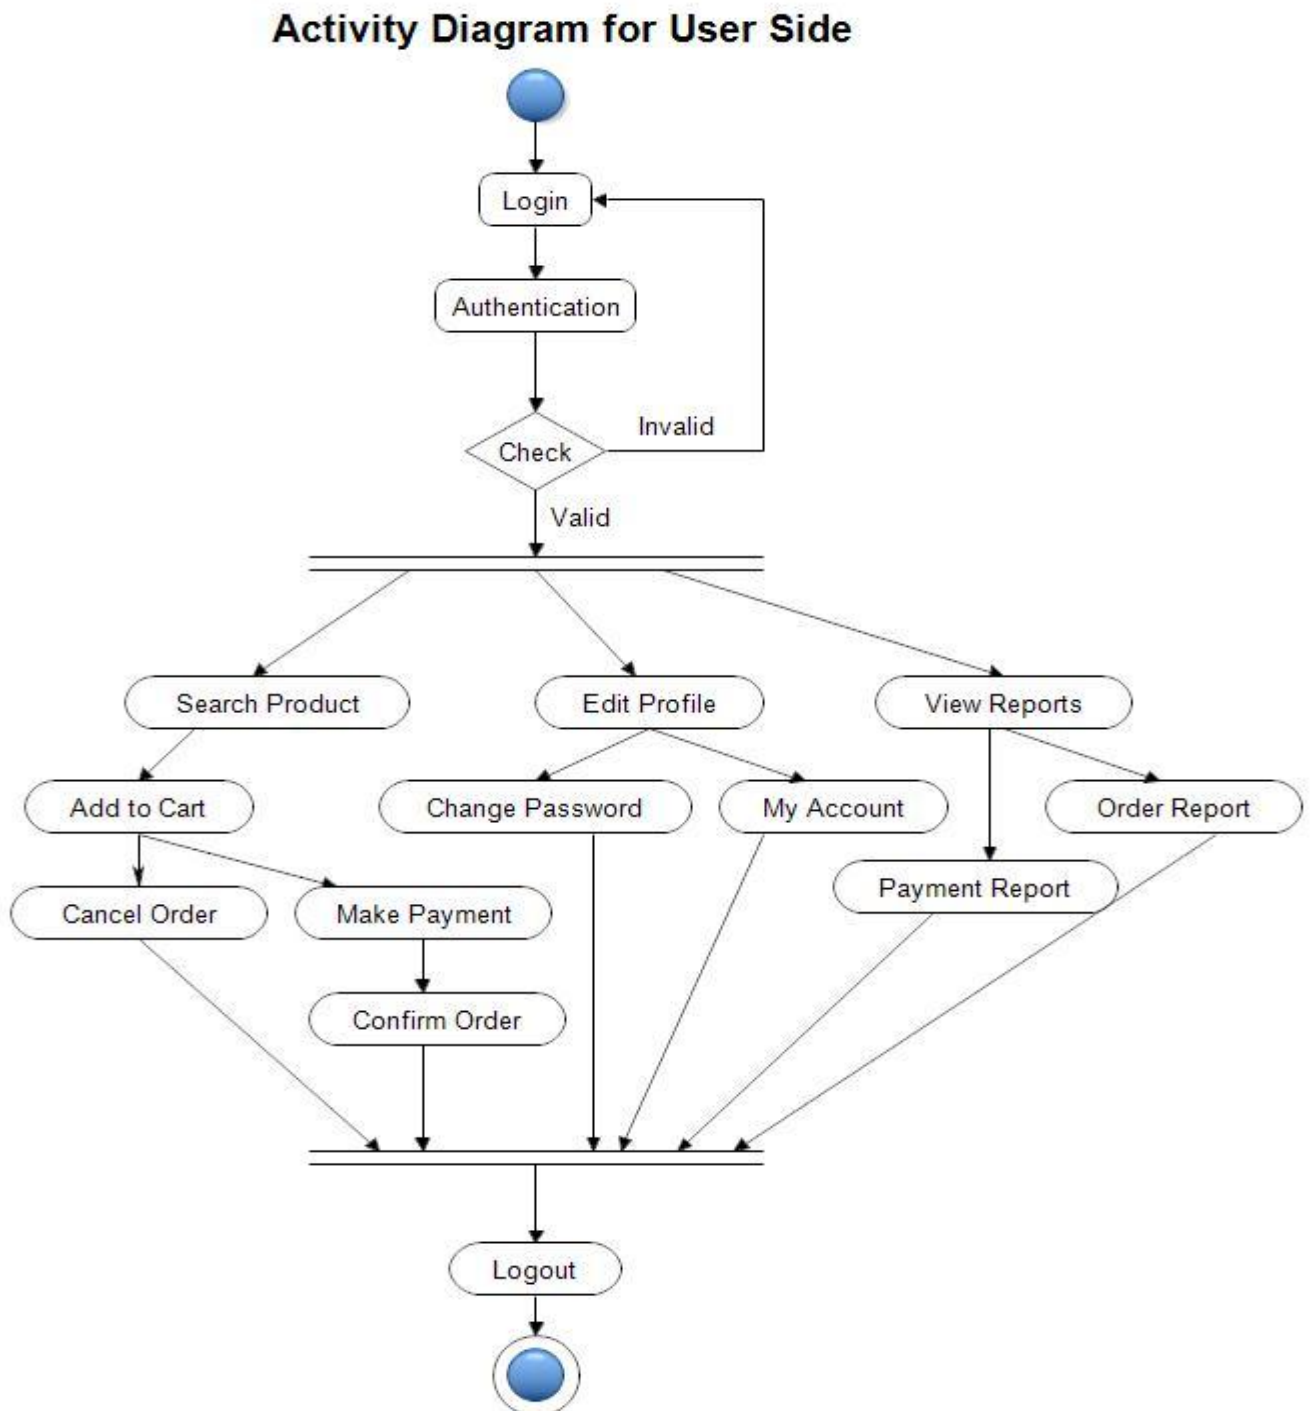 Activity Diagram for User Side
Login
Authentication
Check
Invalid
Valid
Search Product
Edit Profile
View Reports
Add to Cart
Change Password
My Account
Order Report
Payment Report
Cancel Order
Make Payment
Confirm Order
Logout